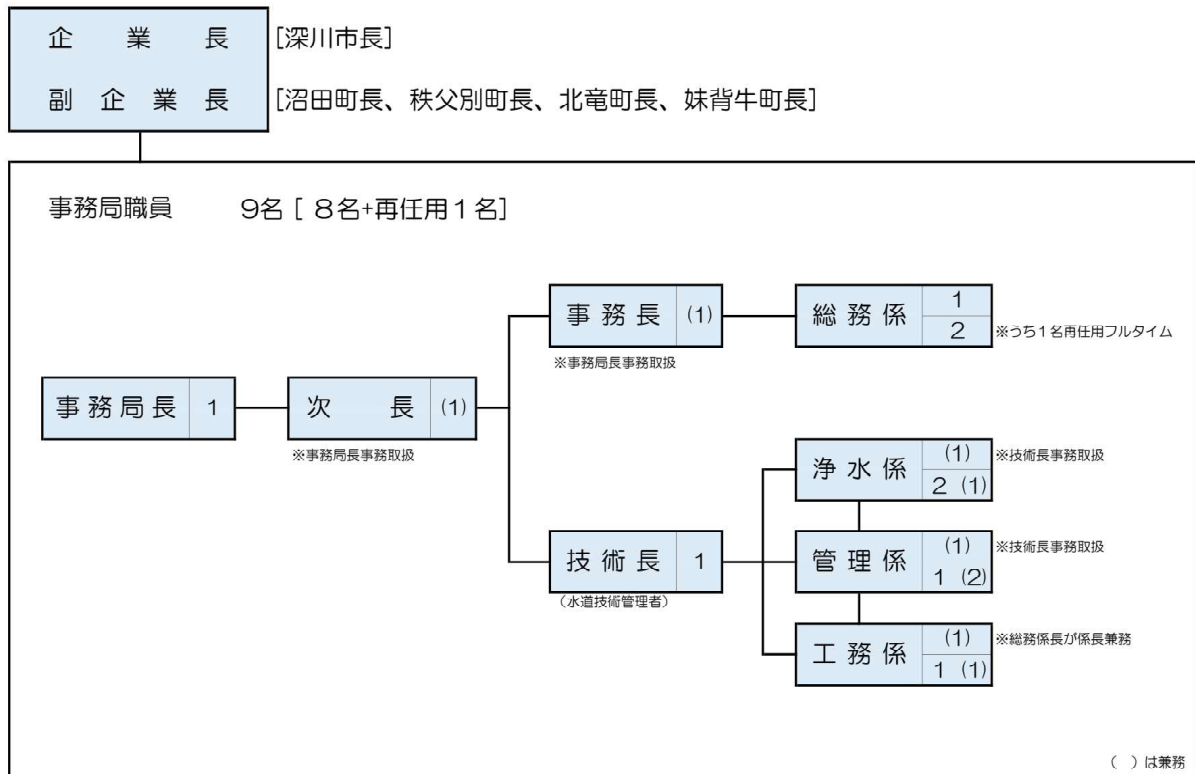 企業長 [深川市長]
副企業長 [沼田町長、秩父別町長、北竜町長、妹背牛町長]
事務局職員 9名 [ 8名+再任用1名]
事務長 (1)
※事務局長事務取扱
総務係 1
2
※うち1名再任用フルタイム
事務局長 1
次長 (1)
※事務局長事務取扱
技術長 1
(水道技術管理者)
浄水係 (1)
2 (1)
※技術長事務取扱
管理係 (1)
1 (2)
※技術長事務取扱
工務係 (1)
1 (1)
※総務係長が係長兼務
( )は兼務